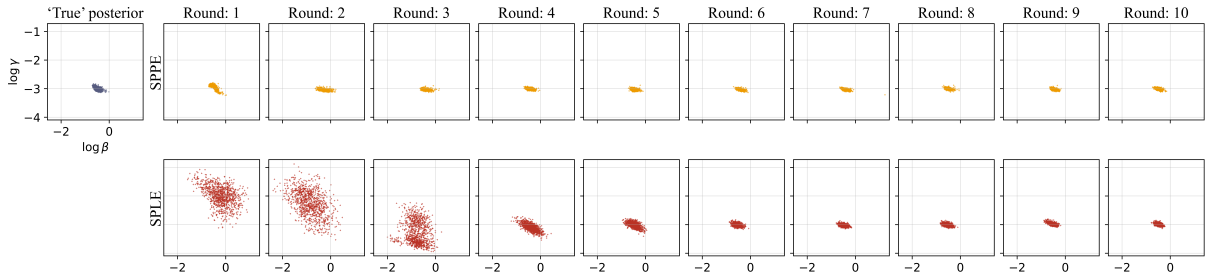 ‘True’ posterior Round: 1 Round: 2 Round: 3 Round: 4 Round: 5 Round: 6 Round: 7 Round: 8 Round: 9 Round: 10
−1
−2
−3
−4
log γ
−2 0
log β
SPPE
SPLE
−2 0 −2 0 −2 0 −2 0 −2 0 −2 0 −2 0 −2 0 −2 0 −2 0